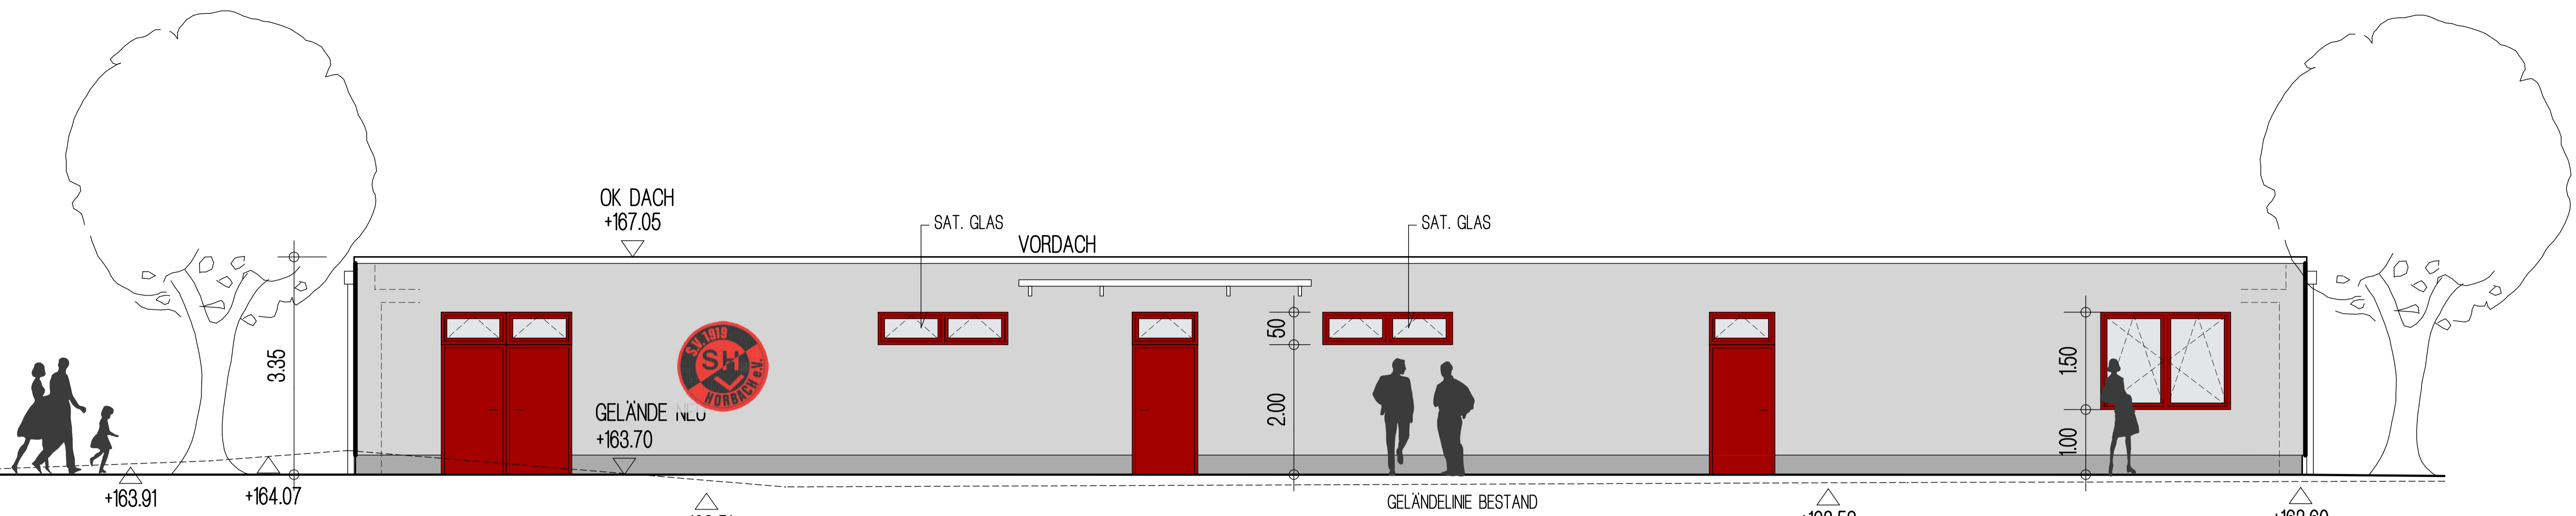 OK DACH
+167.05
SAT. GLAS
SAT. GLAS
VORDACH
3.35
50
2.00
1.50
1.00
S.V. 1919
SH
HORBACH e.V.
GELÄNDE NEU
+163.70
+163.91
+164.07
GELÄNDELINIE BESTAND